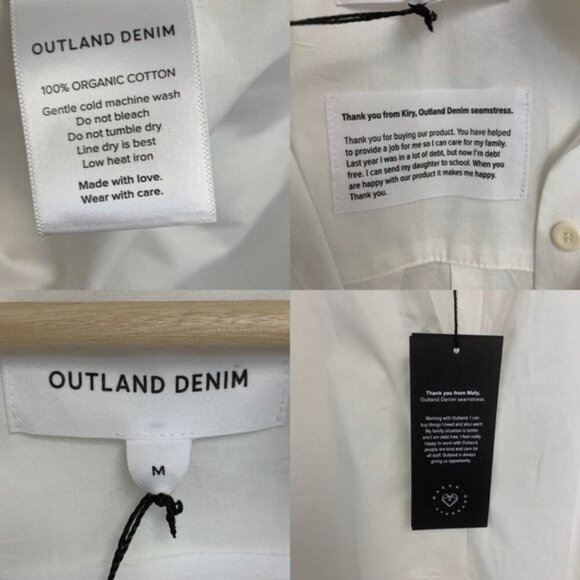 OUTLAND DENIM
100% ORGANIC COTTON
Gentle cold machine wash
Do not bleach
Do not tumble dry
Line dry is best
Low heat iron
Made with love.
Wear with care.
Thank you from Kiry, Outland Denim seamstress.
Thank you for buying our product. You have helped
to provide a job for me so I can care for my family.
Last year I was in a lot of debt, but now I'm debt
free. I can send my daughter to school. When you
are happy with our product it makes me happy.
Thank you.
OUTLAND DENIM
M
Thank you from Maly,
Outland Denim seamstress.
Working with Outland, I can
buy things I need and also want.
My family situation is better
and I am debt free. I feel really
happy to work with Outland,
people are kind and care for
all staff. Outland is always
giving us opportunity.